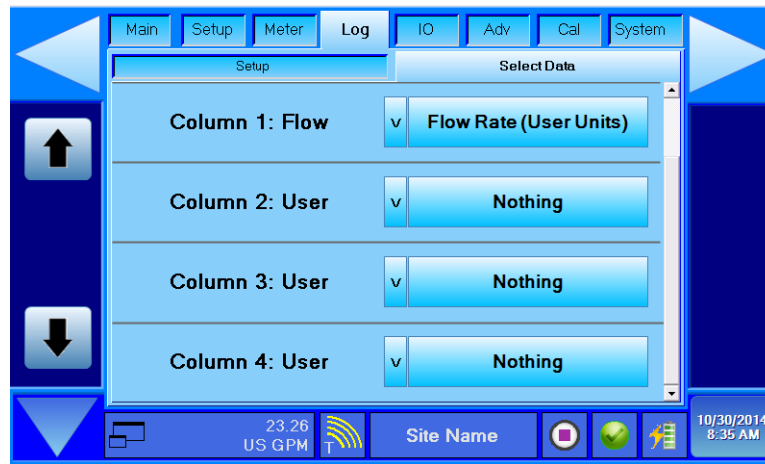 Main Setup Meter Log IO Adv Cal System
Setup Select Data
Column 1: Flow v Flow Rate (User Units)
Column 2: User v Nothing
Column 3: User v Nothing
Column 4: User v Nothing
23.26
US GPM T Site Name
10/30/2014
8:35 AM